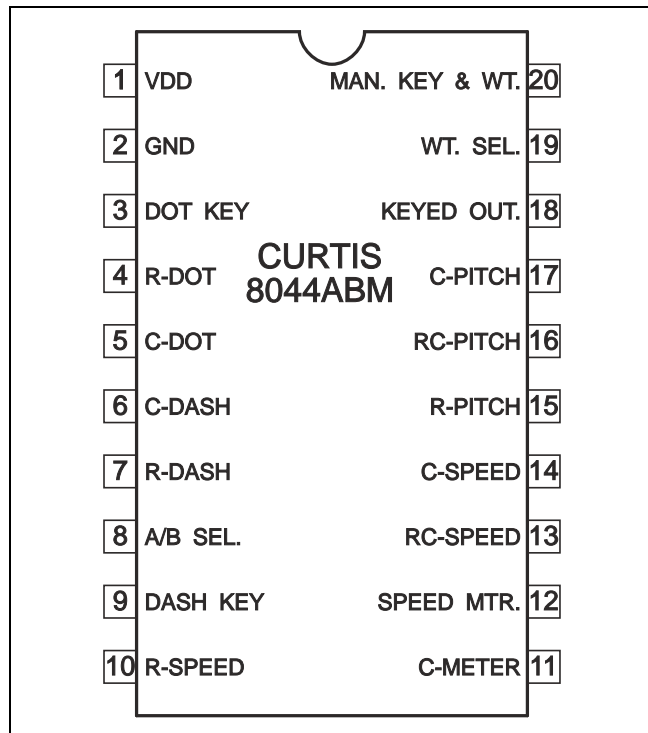 1 VDD MAN. KEY & WT. 20
2 GND WT. SEL. 19
3 DOT KEY KEYED OUT. 18
CURTIS
4 R-DOT C-PITCH 17
8044ABM
5 C-DOT RC-PITCH 16
6 C-DASH R-PITCH 15
7 R-DASH C-SPEED 14
8 A/B SEL. RC-SPEED 13
9 DASH KEY SPEED MTR. 12
10 R-SPEED C-METER 11